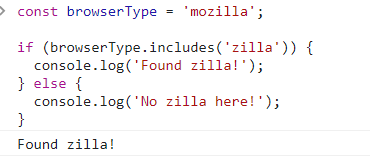 const browserType = 'mozilla';
if (browserType.includes('zilla')) {
  console.log('Found zilla!');
} else {
  console.log('No zilla here!');
}
Found zilla!